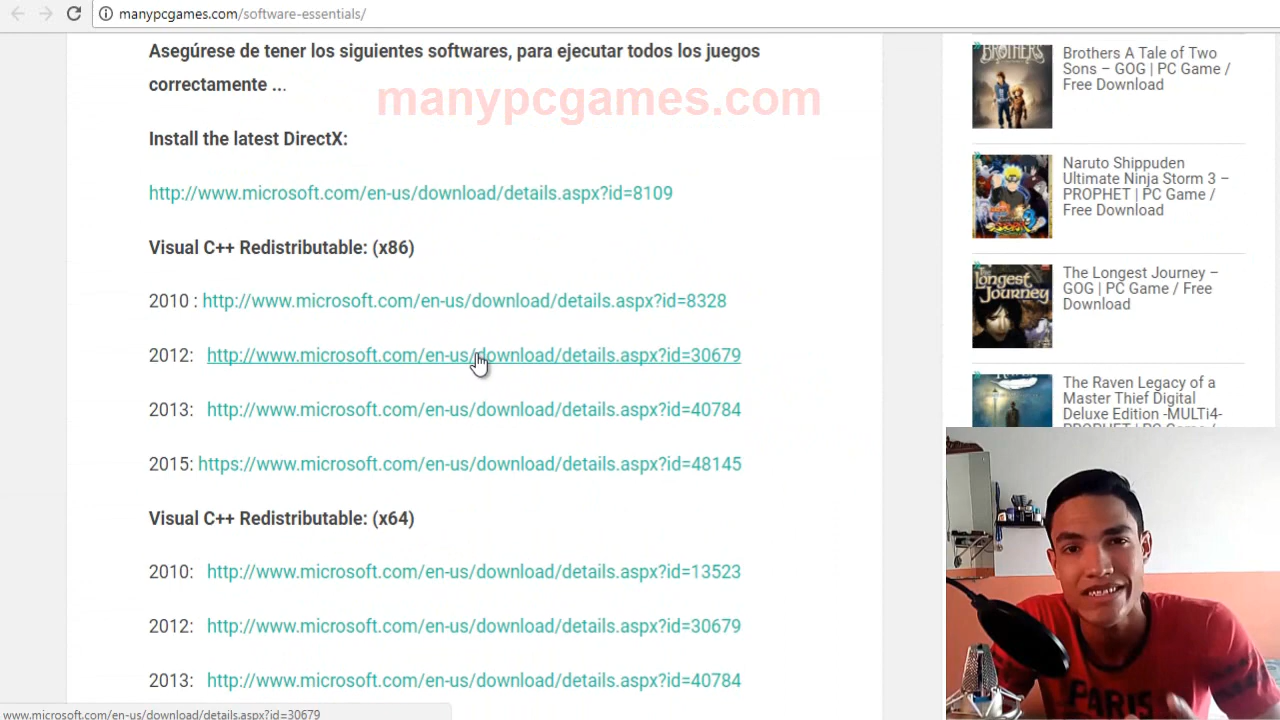 manypcgames.com/software-essentials/
Asegúrese de tener los siguientes softwares, para ejecutar todos los juegos
correctamente ...
manypcgames.com
Install the latest DirectX:
http://www.microsoft.com/en-us/download/details.aspx?id=8109
Visual C++ Redistributable: (x86)
2010 : http://www.microsoft.com/en-us/download/details.aspx?id=8328
2012: http://www.microsoft.com/en-us/download/details.aspx?id=30679
2013: http://www.microsoft.com/en-us/download/details.aspx?id=40784
2015: https://www.microsoft.com/en-us/download/details.aspx?id=48145
Visual C++ Redistributable: (x64)
2010: http://www.microsoft.com/en-us/download/details.aspx?id=13523
2012: http://www.microsoft.com/en-us/download/details.aspx?id=30679
2013: http://www.microsoft.com/en-us/download/details.aspx?id=40784
www.microsoft.com/en-us/download/details.aspx?id=30679
BROTHERS
Brothers A Tale of Two
Sons – GOG | PC Game /
Free Download
Naruto Shippuden
Ultimate Ninja Storm 3 –
PROPHET | PC Game /
Free Download
The Longest Journey
The Longest Journey –
GOG | PC Game / Free
Download
The Raven Legacy of a
Master Thief Digital
Deluxe Edition -MULTi4-
PROPHET | PC Game /
PARIS